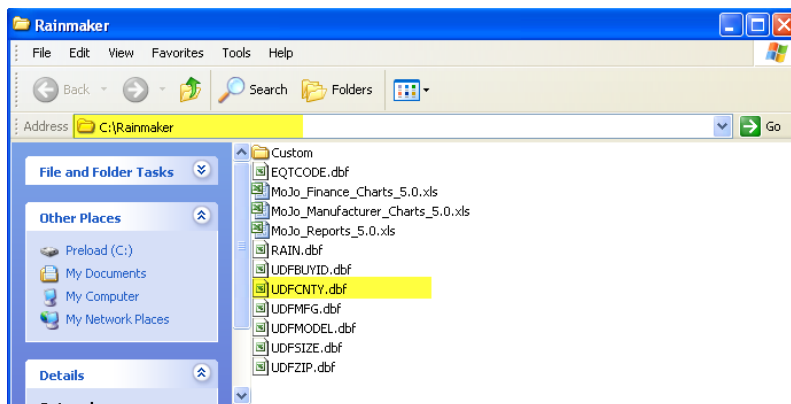 Rainmaker
File Edit View Favorites Tools Help
Back Search Folders
Address C:\Rainmaker Go
File and Folder Tasks
Other Places
Preload (C:)
My Documents
My Computer
My Network Places
Details
Custom
EQTCODE.dbf
MoJo_Finance_Charts_5.0.xls
MoJo_Manufacturer_Charts_5.0.xls
MoJo_Reports_5.0.xls
RAIN.dbf
UDFBUYID.dbf
UDFCNTY.dbf
UDFMFG.dbf
UDFMODEL.dbf
UDFSIZE.dbf
UDFZIP.dbf